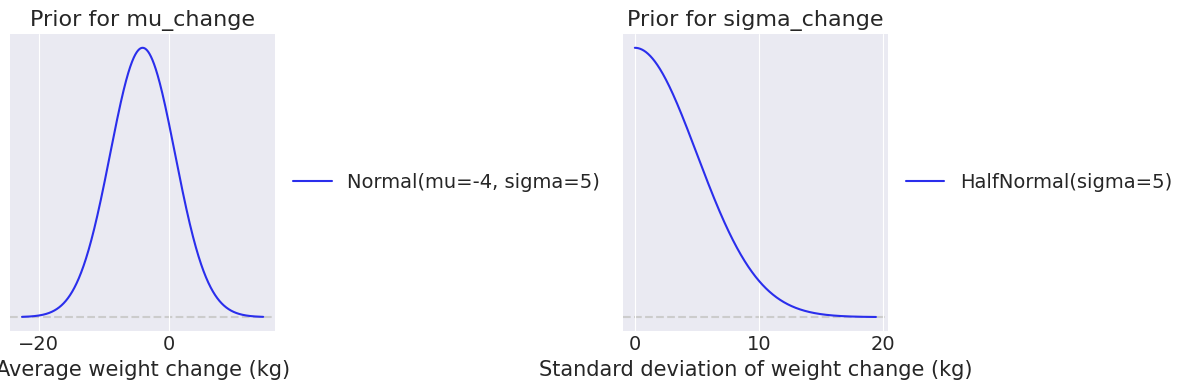 Prior for mu_change
Normal(mu=-4, sigma=5)
−20 0
Average weight change (kg)
Prior for sigma_change
HalfNormal(sigma=5)
0 10 20
Standard deviation of weight change (kg)